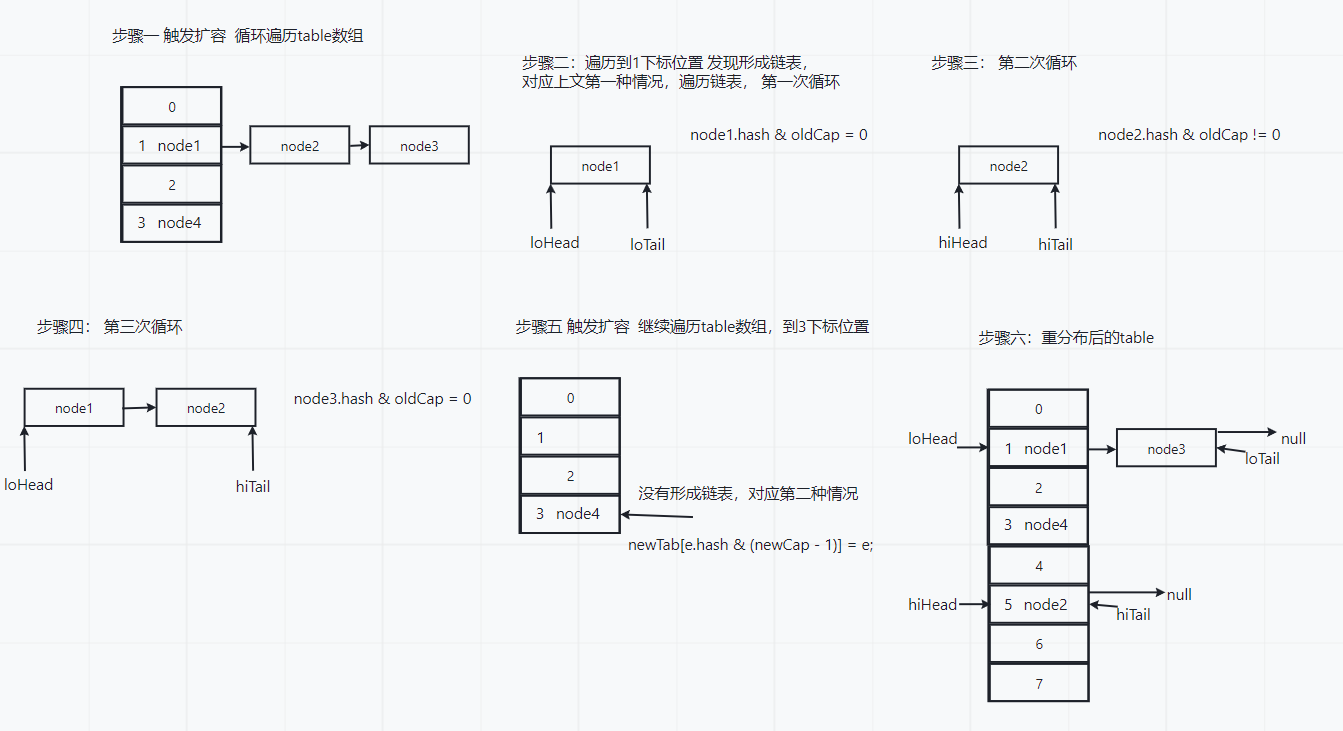 步骤一 触发扩容 循环遍历table数组
0
1 node1
node2
node3
2
3 node4
步骤二：遍历到1下标位置 发现形成链表，
对应上文第一种情况，遍历链表， 第一次循环
node1.hash & oldCap = 0
node1
loHead
loTail
步骤三： 第二次循环
node2.hash & oldCap != 0
node2
hiHead
hiTail
步骤四： 第三次循环
node1
node2
node3.hash & oldCap = 0
loHead
hiTail
步骤五 触发扩容 继续遍历table数组，到3下标位置
0
1
2
3 node4
没有形成链表，对应第二种情况
newTab[e.hash & (newCap - 1)] = e;
步骤六：重分布后的table
0
loHead
1 node1
node3
null
loTail
2
3 node4
4
hiHead
5 node2
null
hiTail
6
7